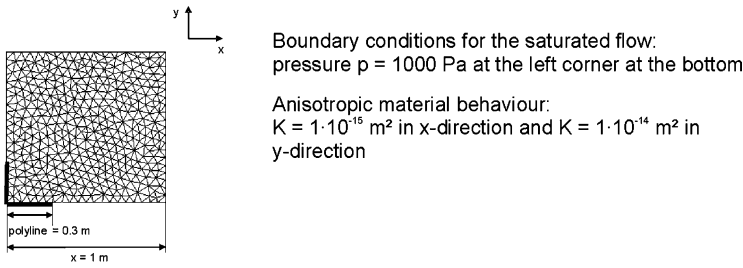 y
x
Boundary conditions for the saturated flow:
pressure p = 1000 Pa at the left corner at the bottom
Anisotropic material behaviour:
K = 1·10⁻¹⁵ m² in x-direction and K = 1·10⁻¹⁴ m² in
y-direction
polyline = 0.3 m
x = 1 m